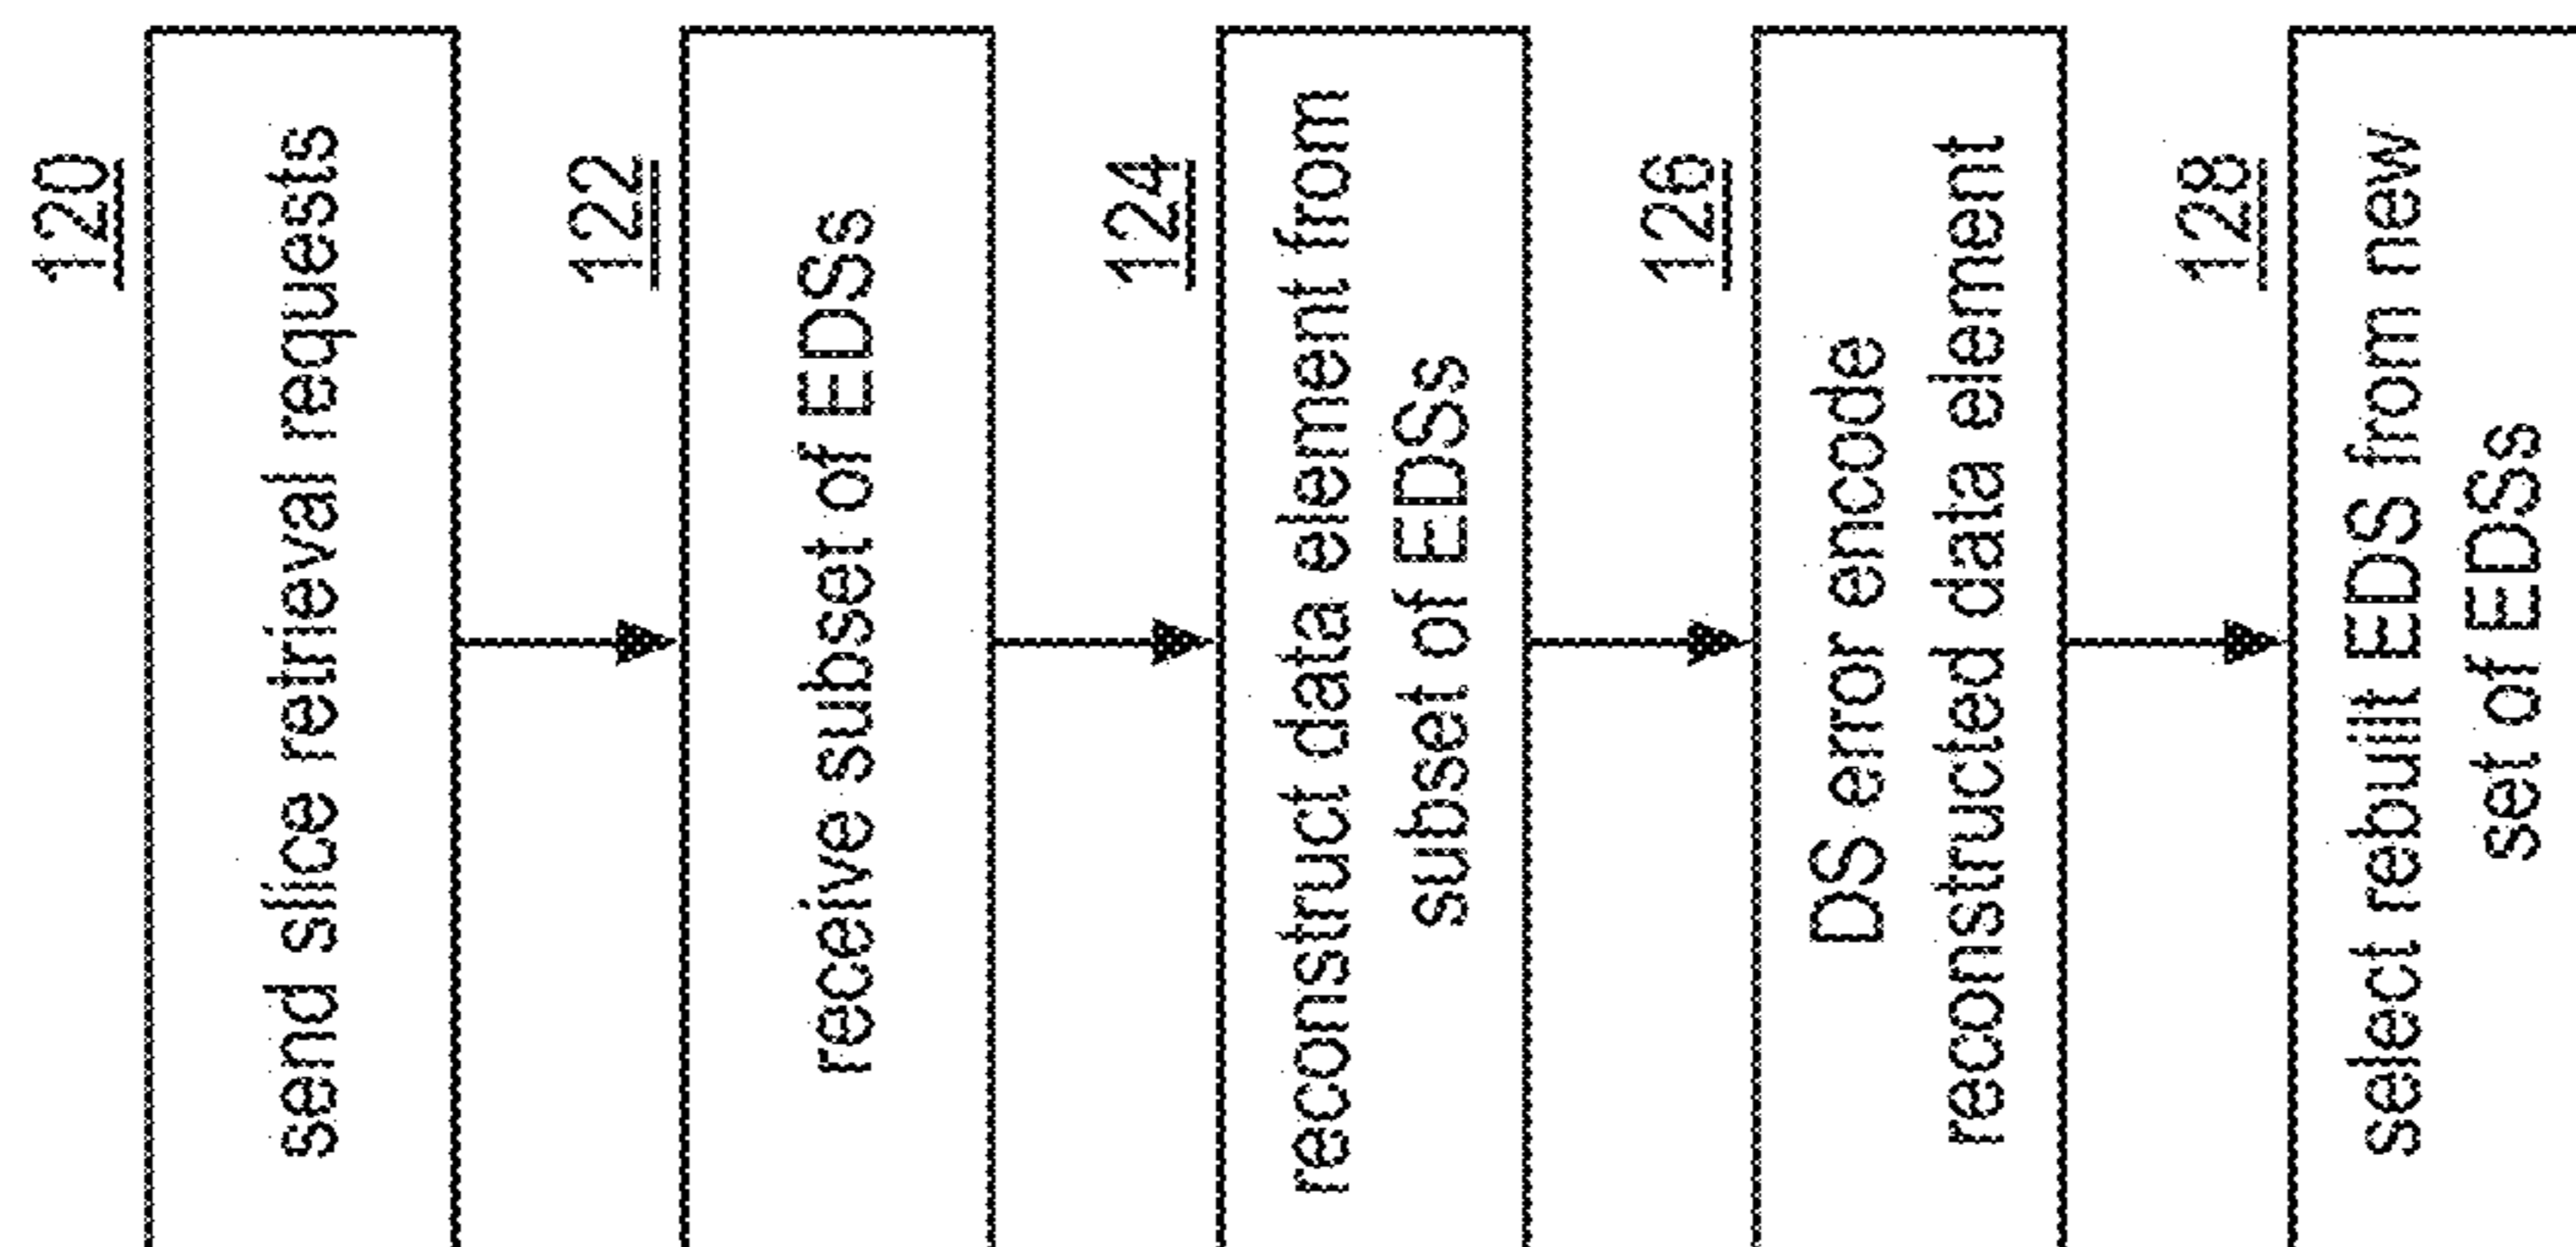 120
send slice retrieval requests
122
receive subset of EDSs
124
reconstruct data element from
subset of EDSs
126
DS error encode
reconstructed data element
128
select rebuilt EDS from new
set of EDSs